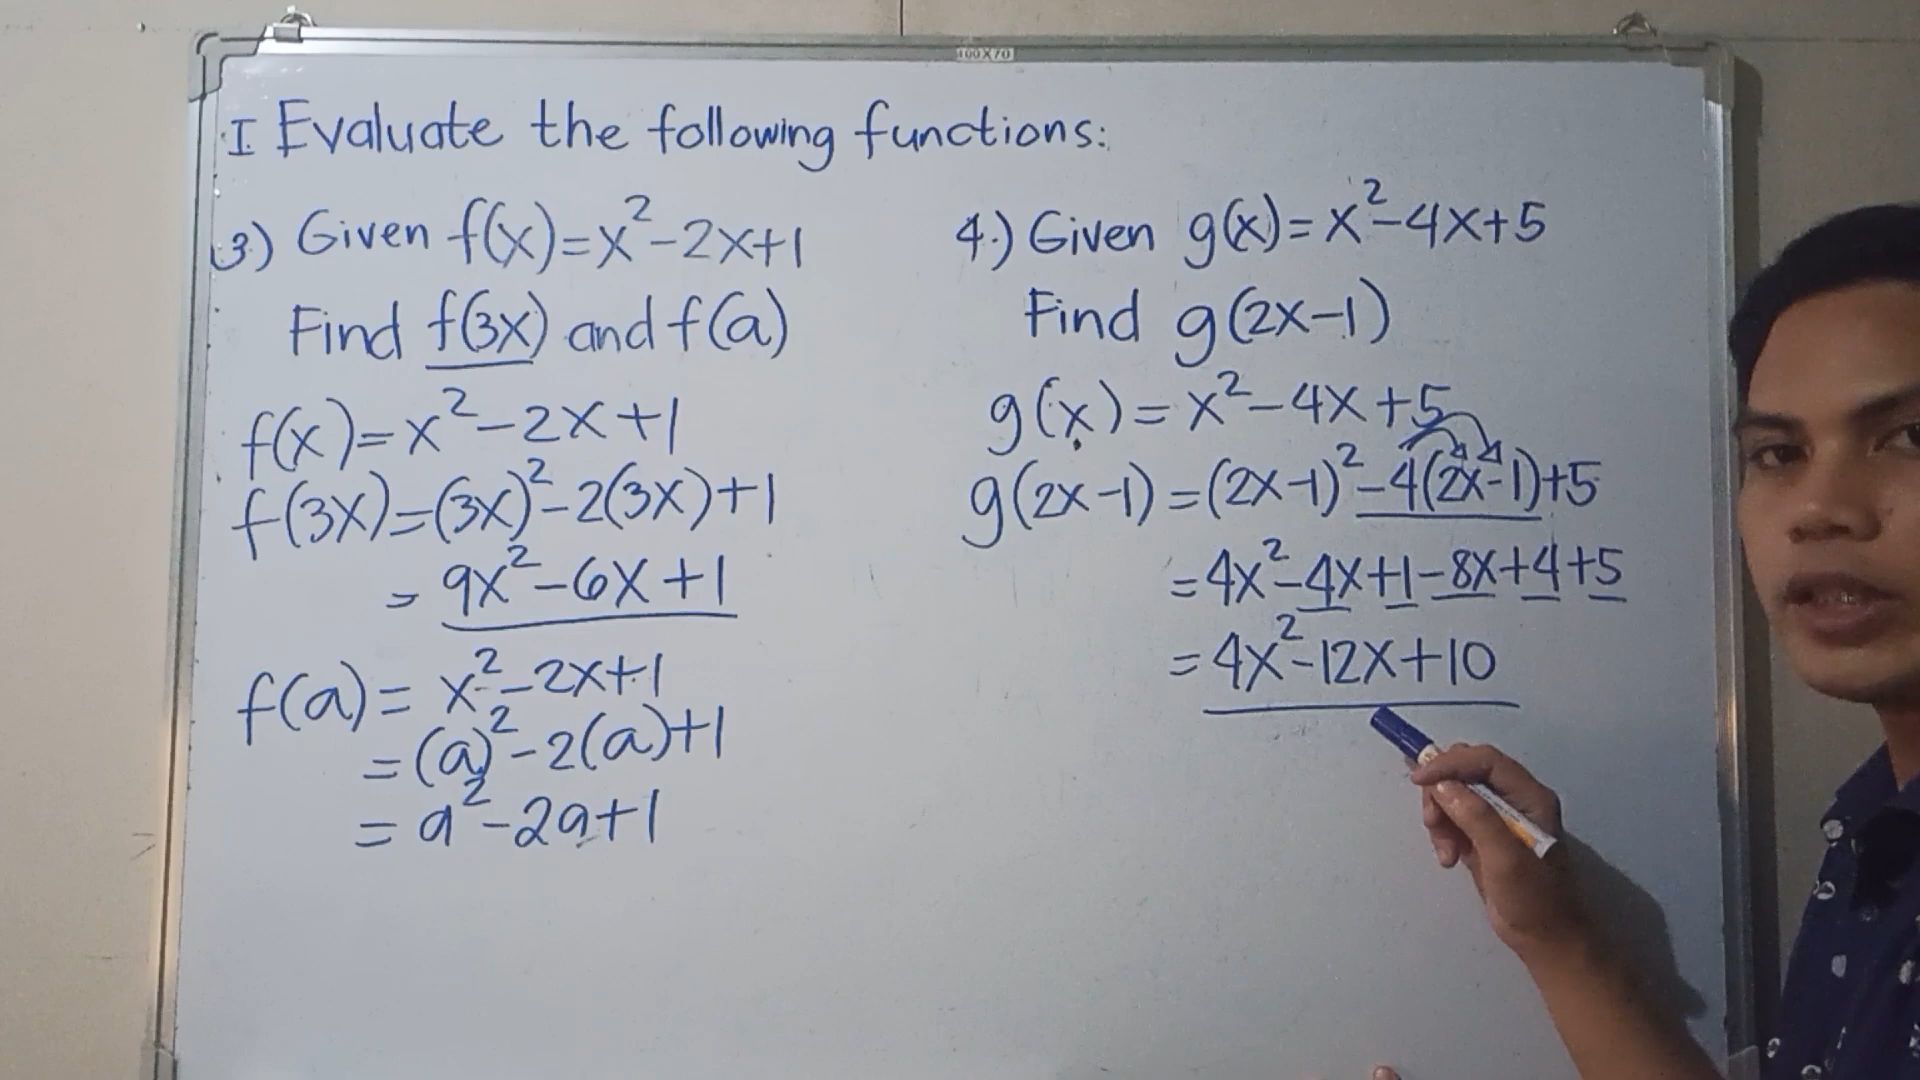 400X70
I Evaluate the following functions:
3.) Given f(x)=x²-2x+1
Find f(3x) and f(a)
f(x)=x²-2x+1
f(3x)=(3x)²-2(3x)+1
= 9x²-6x+1
f(a)= x²-2x+1
=(a)²-2(a)+1
= a²-2a+1
4.) Given g(x)=x²-4x+5
Find g(2x-1)
g(x)=x²-4x+5
g(2x-1)=(2x-1)²-4(2x-1)+5
=4x²-4x+1-8x+4+5
=4x²-12x+10